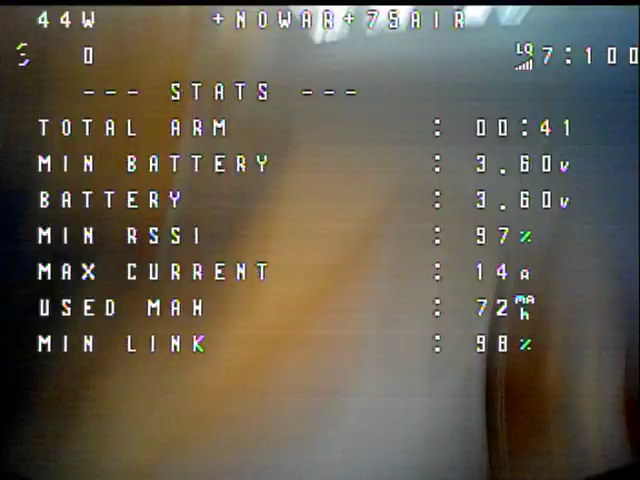 44W +NOWAR+75AIR
0 LQ 7:100
--- STATS ---
TOTAL ARM : 00:41
MIN BATTERY : 3.60V
BATTERY : 3.60V
MIN RSSI : 97%
MAX CURRENT : 14A
USED MAH : 72MAH
MIN LINK : 98%